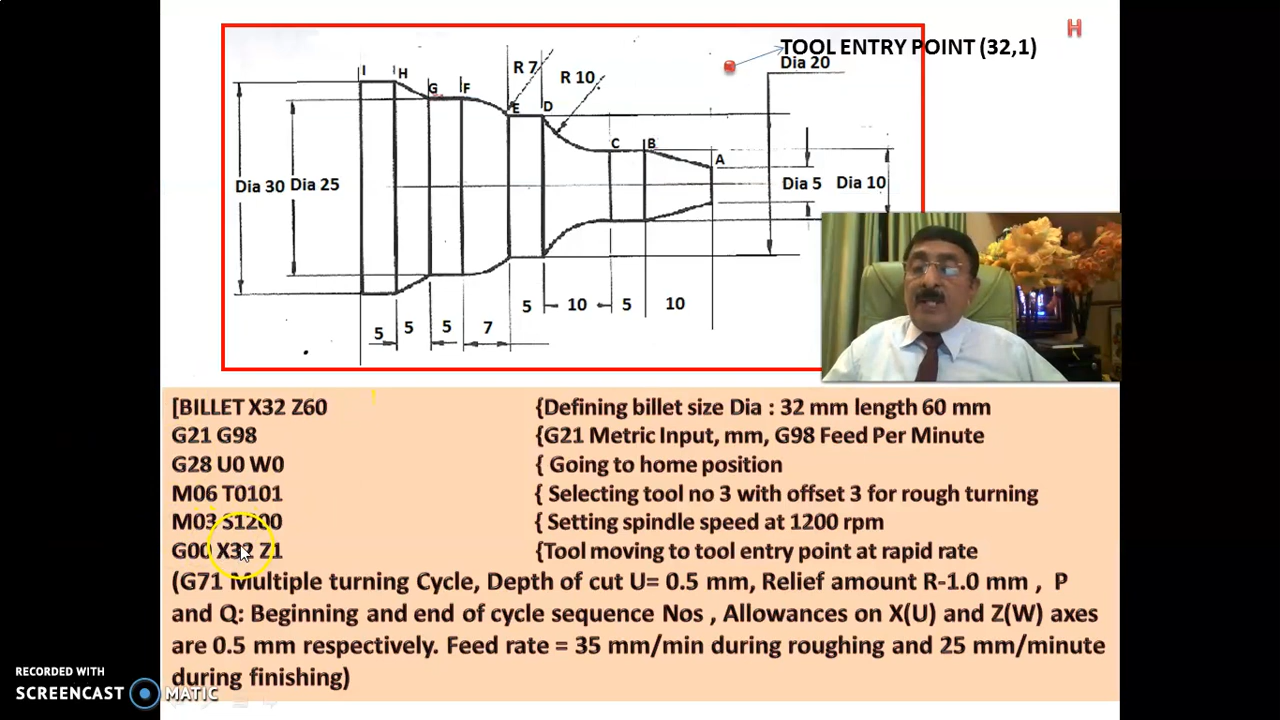 H
TOOL ENTRY POINT (32,1)
Dia 20
I H
G F
R 7
R 10
E D
C B
A
Dia 30 Dia 25
Dia 5 Dia 10
5 10 5 10
5 5 5 7
[BILLET X32 Z60 {Defining billet size Dia : 32 mm length 60 mm
G21 G98 {G21 Metric Input, mm, G98 Feed Per Minute
G28 U0 W0 { Going to home position
M06 T0101 { Selecting tool no 3 with offset 3 for rough turning
M03 S1200 { Setting spindle speed at 1200 rpm
G00 X32 Z1 {Tool moving to tool entry point at rapid rate
(G71 Multiple turning Cycle, Depth of cut U= 0.5 mm, Relief amount R-1.0 mm , P
and Q: Beginning and end of cycle sequence Nos , Allowances on X(U) and Z(W) axes
are 0.5 mm respectively. Feed rate = 35 mm/min during roughing and 25 mm/minute
during finishing)
RECORDED WITH
SCREENCAST MATIC